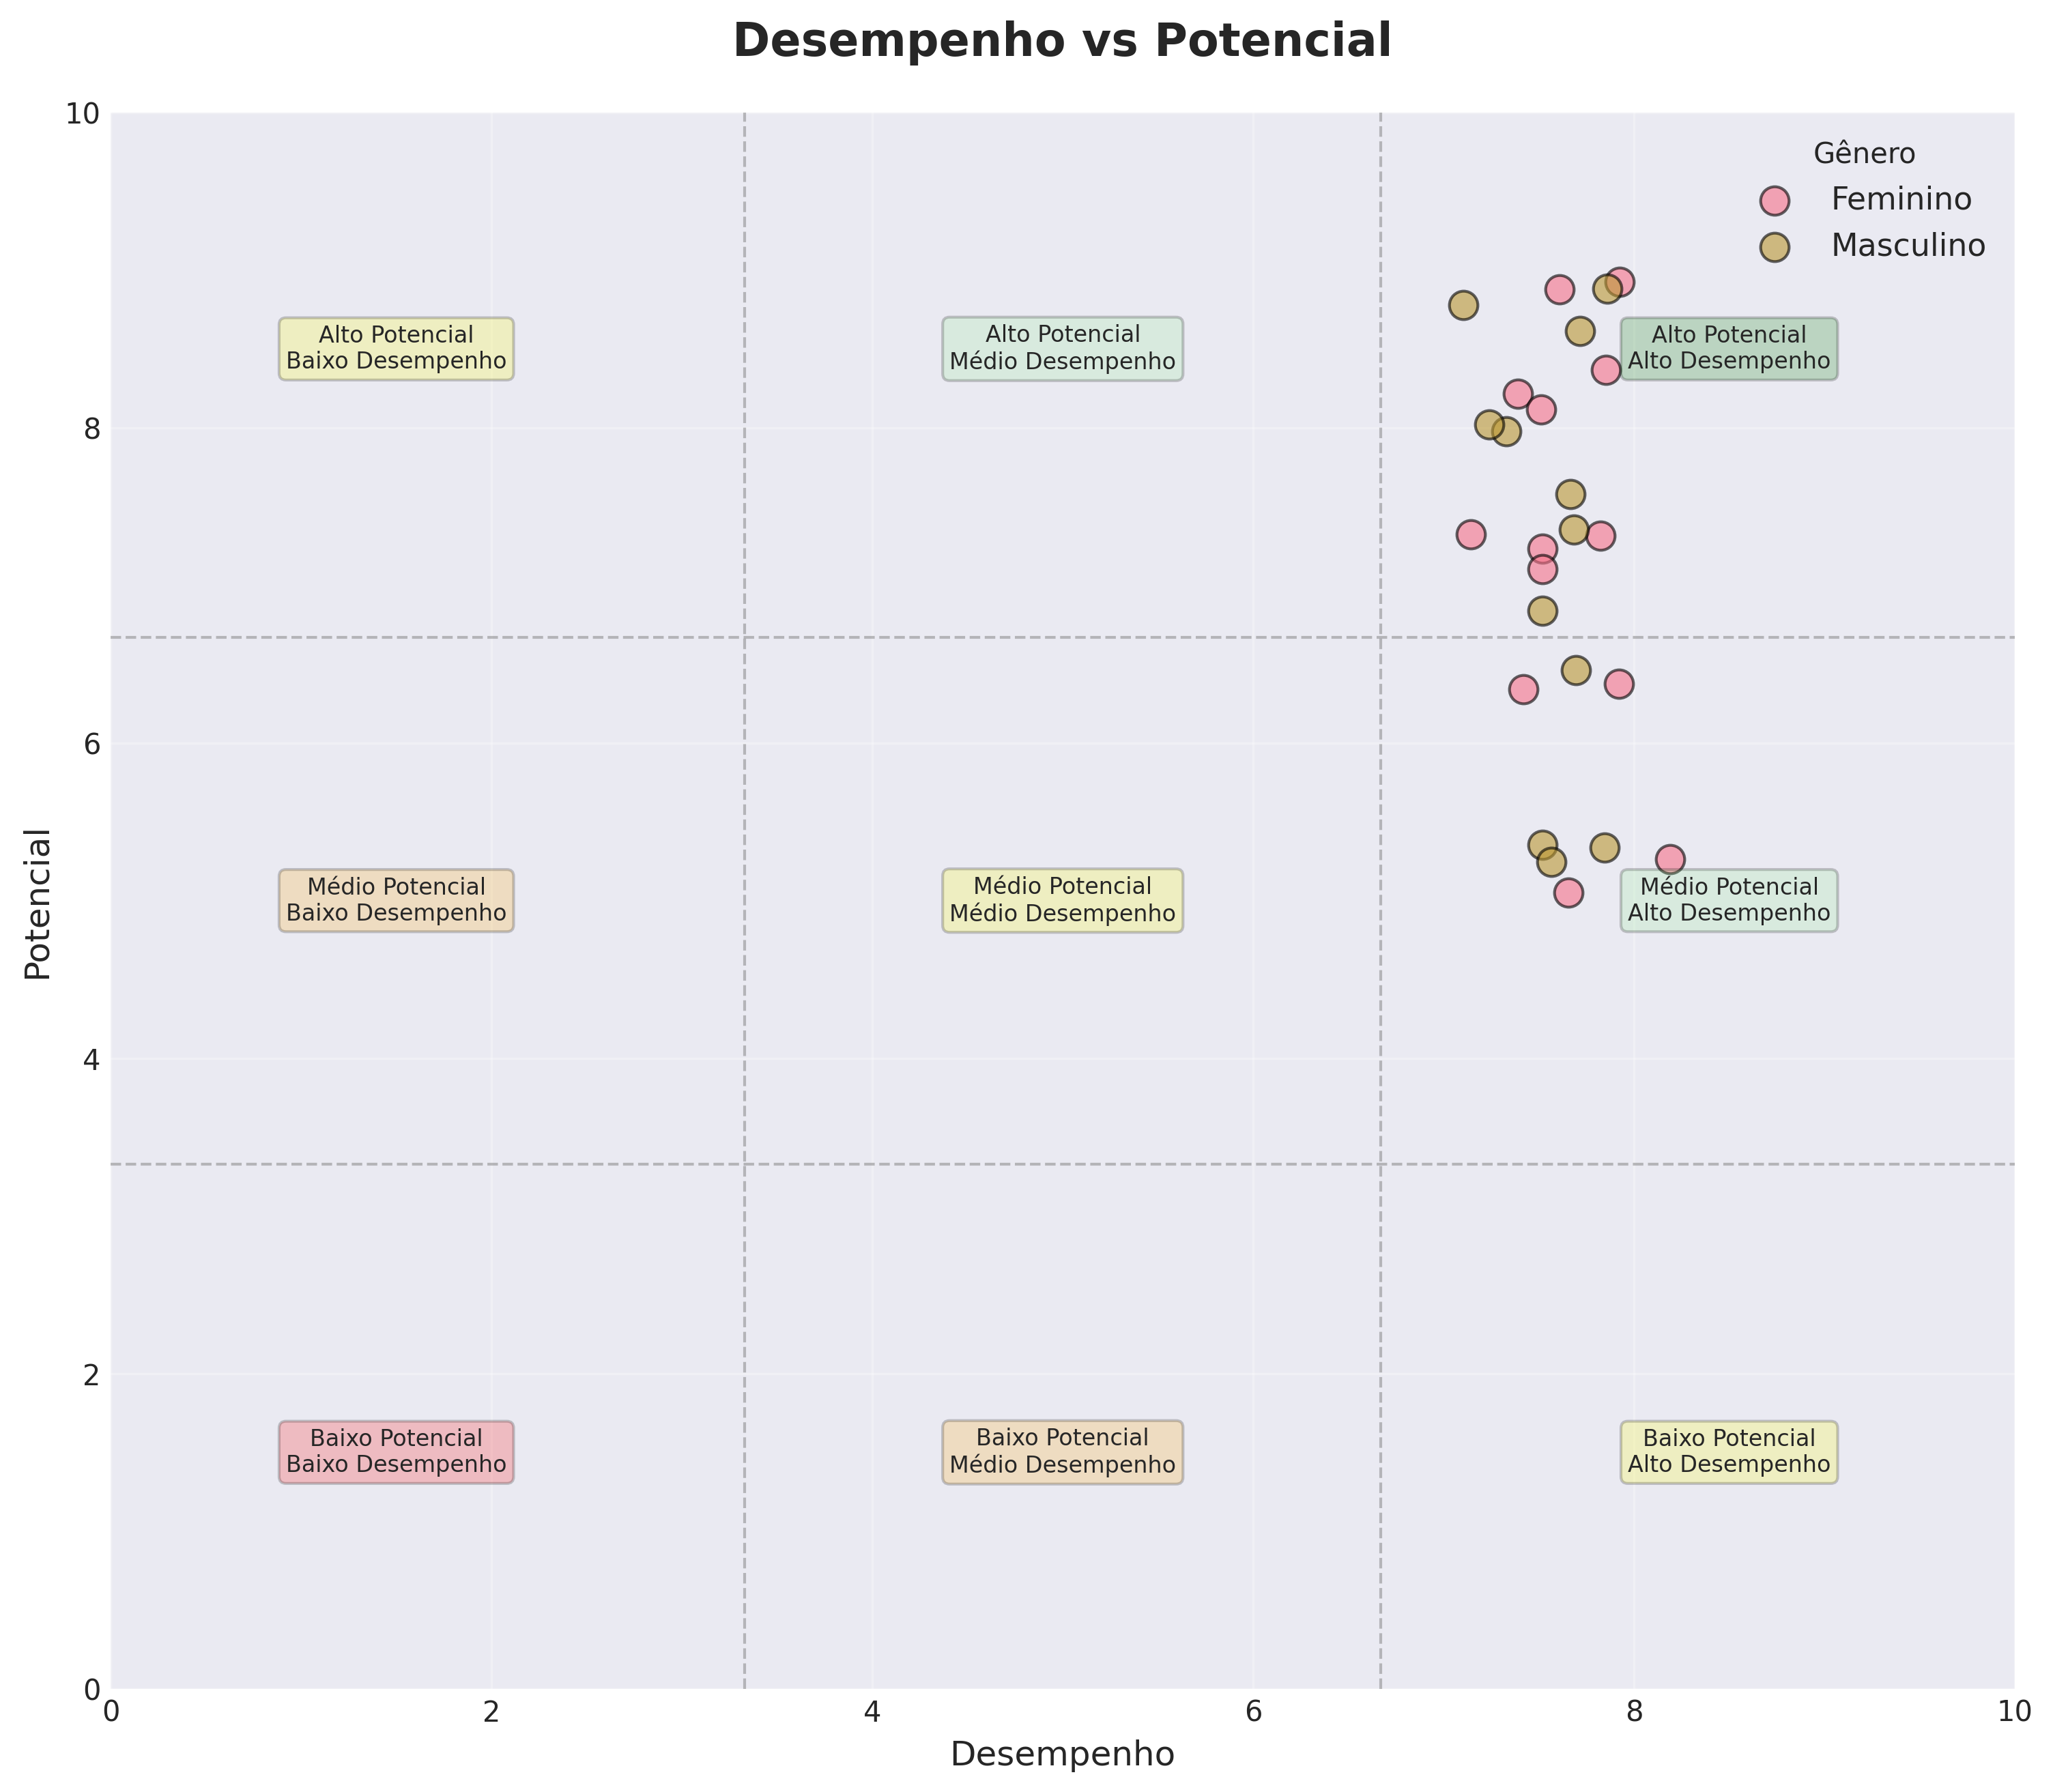 Desempenho vs Potencial
10
Gênero
Feminino
Masculino
Alto Potencial
Baixo Desempenho
Alto Potencial
Médio Desempenho
Alto Potencial
Alto Desempenho
8
6
Potencial
Médio Potencial
Baixo Desempenho
Médio Potencial
Médio Desempenho
Médio Potencial
Alto Desempenho
4
2
Baixo Potencial
Baixo Desempenho
Baixo Potencial
Médio Desempenho
Baixo Potencial
Alto Desempenho
0
0 2 4 6 8 10
Desempenho